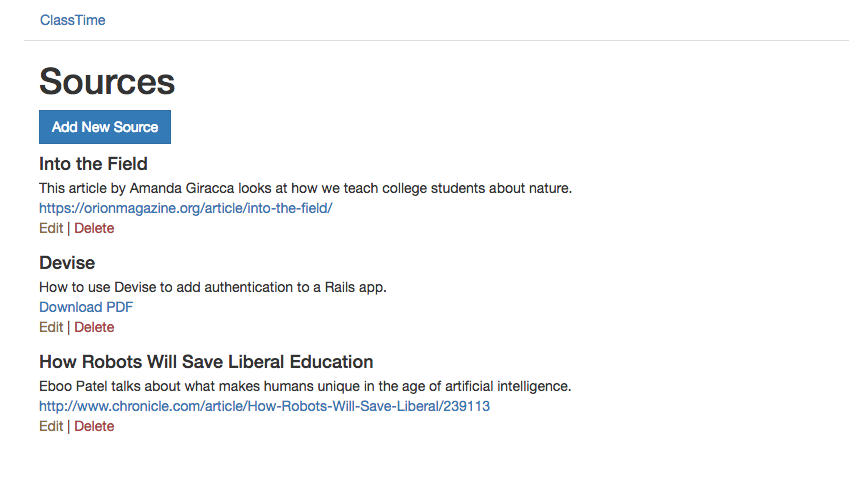 ClassTime
Sources
Add New Source
Into the Field
This article by Amanda Giracca looks at how we teach college students about nature.
https://orionmagazine.org/article/into-the-field/
Edit | Delete
Devise
How to use Devise to add authentication to a Rails app.
Download PDF
Edit | Delete
How Robots Will Save Liberal Education
Eboo Patel talks about what makes humans unique in the age of artificial intelligence.
http://www.chronicle.com/article/How-Robots-Will-Save-Liberal/239113
Edit | Delete